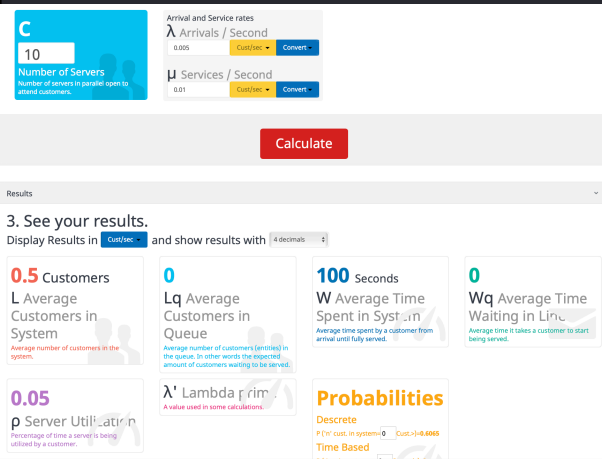 C
10
Number of Servers
Number of servers in parallel open to
attend customers.
Arrival and Service rates
λ Arrivals / Second
0.005 Cust/sec Convert
μ Services / Second
0.01 Cust/sec Convert
Calculate
Results
3. See your results.
Display Results in Cust/sec and show results with 4 decimals
0.5 Customers
L Average
Customers in
System
Average number of customers in the
system.
0
Lq Average
Customers in
Queue
Average number of customers (entities) in
the queue. In other words the expected
amount of customers waiting to be served.
100 Seconds
W Average Time
Spent in System
Average time spent by a customer from
arrival until fully served.
0
Wq Average Time
Waiting in Line
Average time it takes a customer to start
being served.
0.05
ρ Server Utilization
Percentage of time a server is being
utilized by a customer.
λ' Lambda prim
A value used in some calculations.
Probabilities
Descrete
P ('n' cust. in system= 0 Cust.>)=0.6065
Time Based